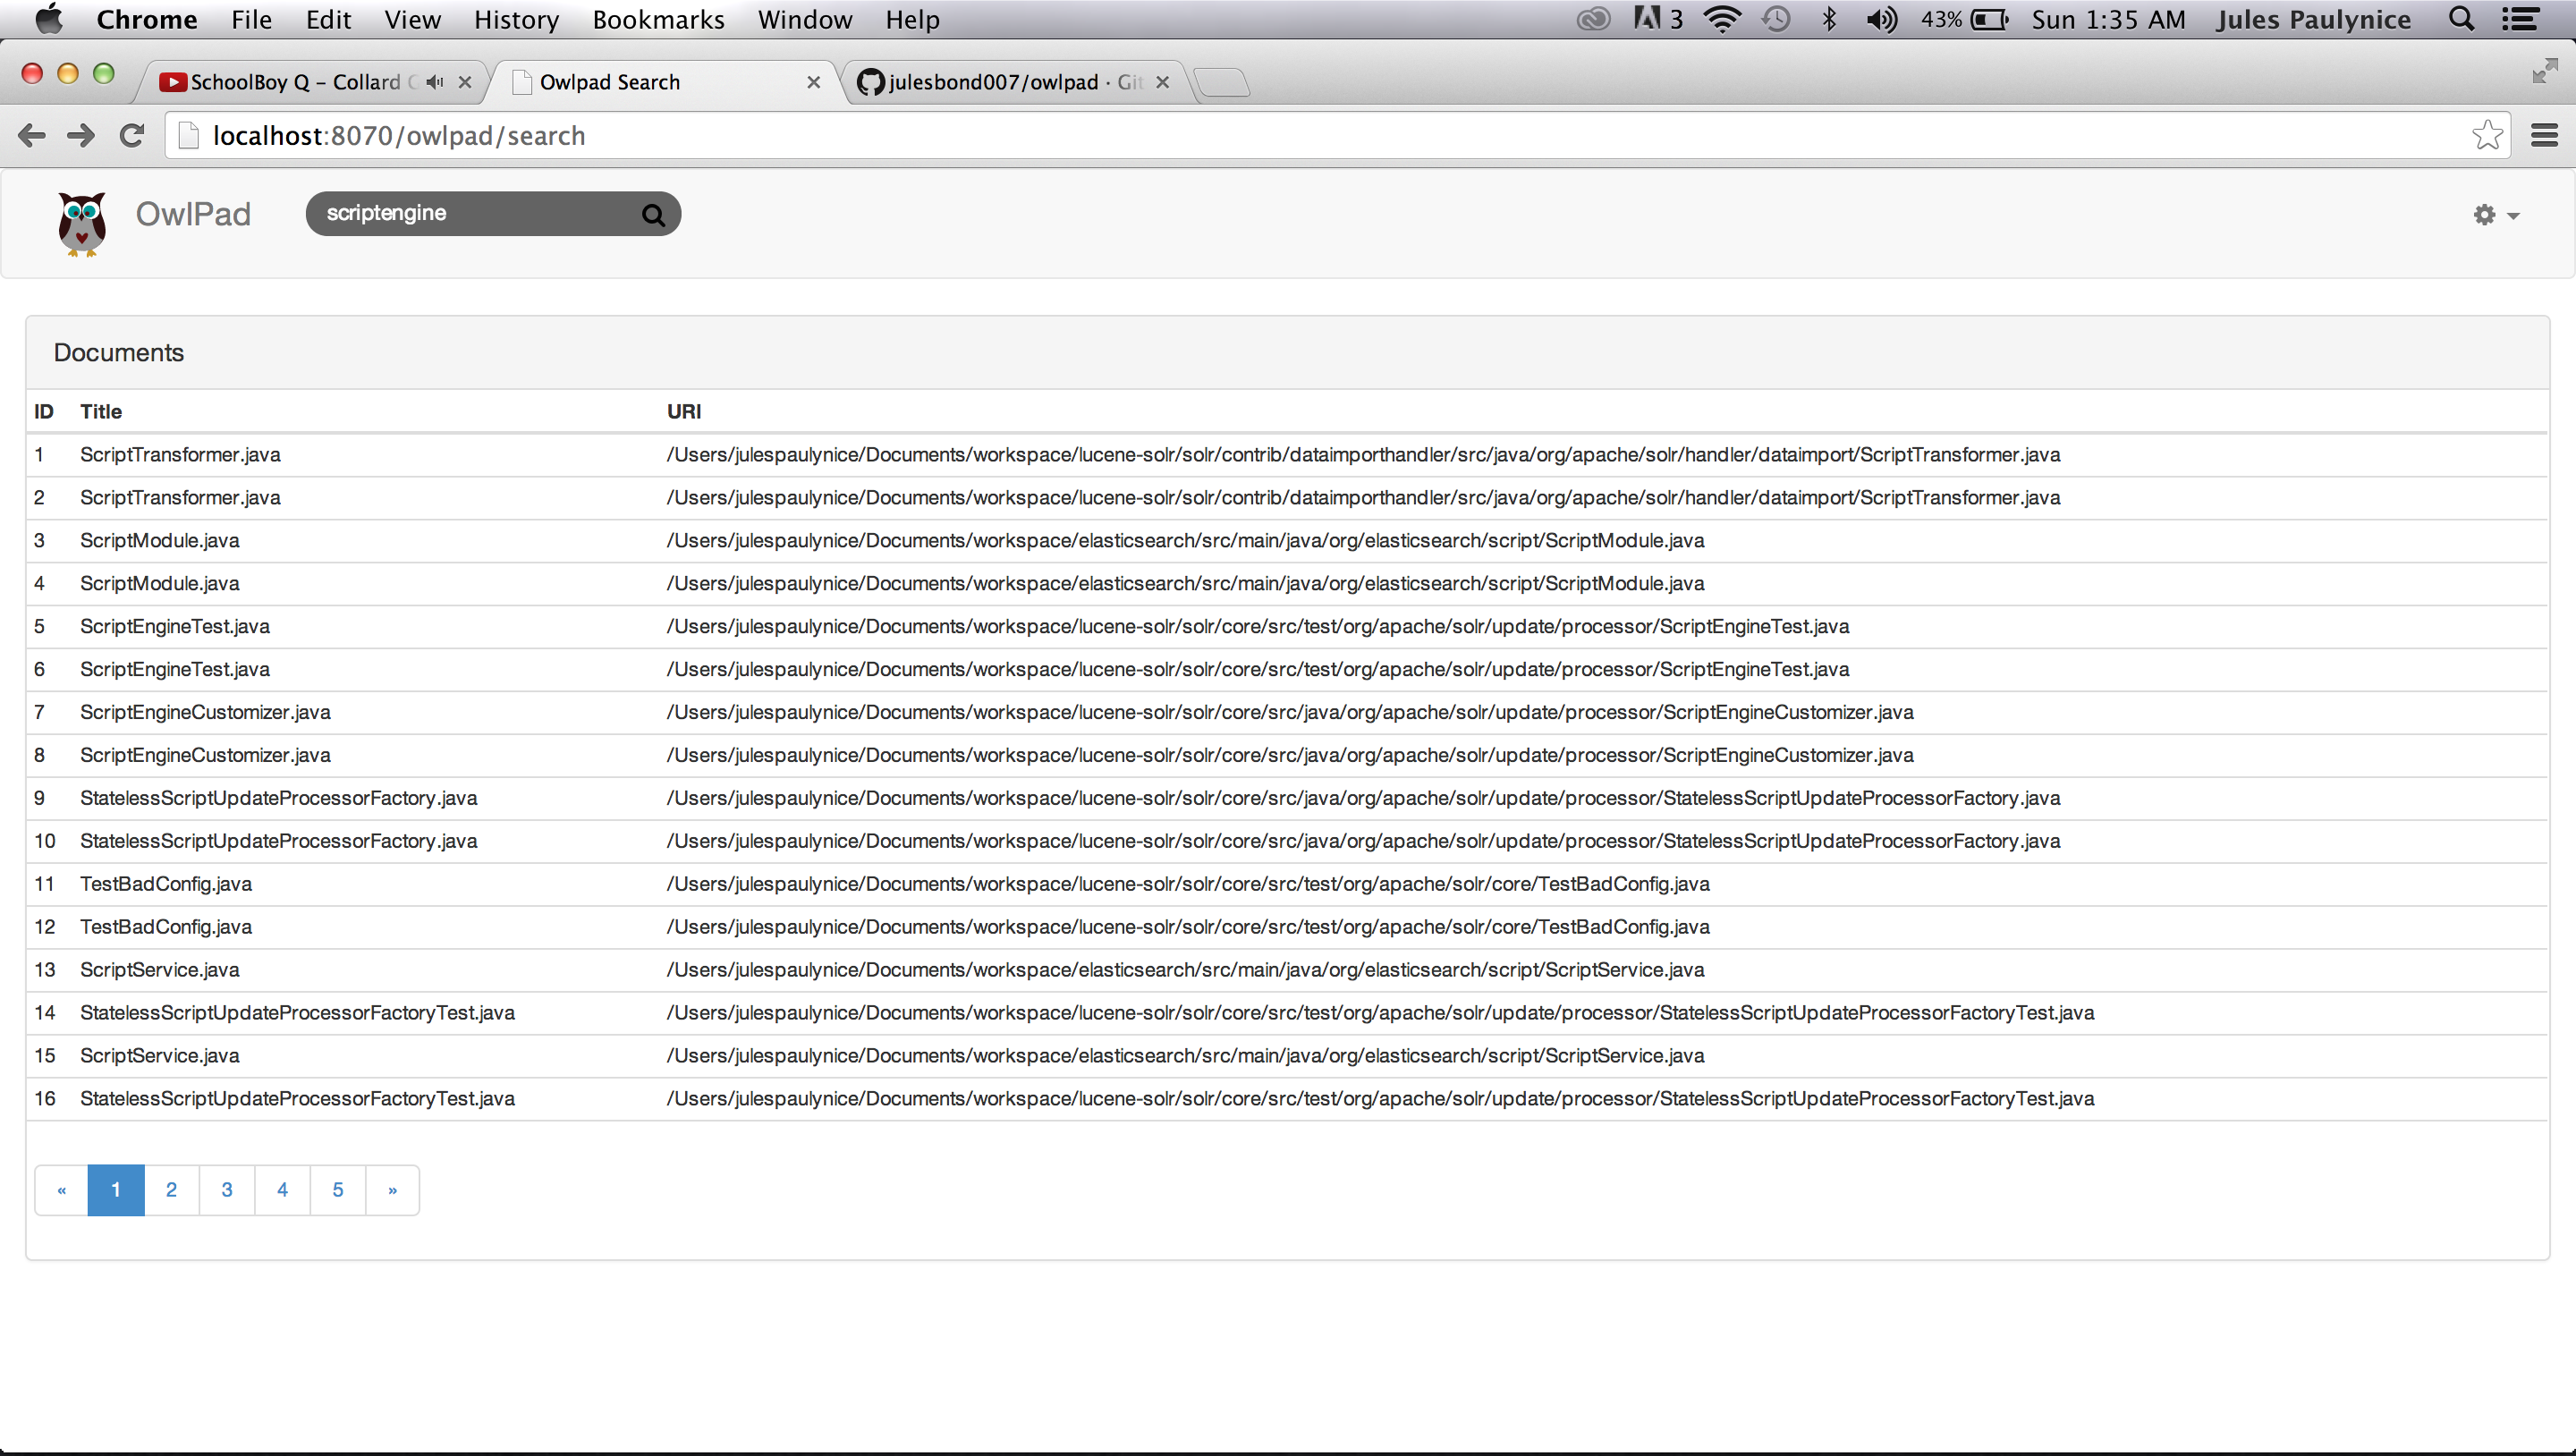 Chrome File Edit View History Bookmarks Window Help 3 43% Sun 1:35 AM Jules Paulynice
SchoolBoy Q – Collard Owlpad Search julesbond007/owlpad · Git
localhost:8070/owlpad/search
OwlPad scriptengine
Documents
ID Title URI
1 ScriptTransformer.java /Users/julespaulynice/Documents/workspace/lucene-solr/solr/contrib/dataimporthandler/src/java/org/apache/solr/handler/dataimport/ScriptTransformer.java
2 ScriptTransformer.java /Users/julespaulynice/Documents/workspace/lucene-solr/solr/contrib/dataimporthandler/src/java/org/apache/solr/handler/dataimport/ScriptTransformer.java
3 ScriptModule.java /Users/julespaulynice/Documents/workspace/elasticsearch/src/main/java/org/elasticsearch/script/ScriptModule.java
4 ScriptModule.java /Users/julespaulynice/Documents/workspace/elasticsearch/src/main/java/org/elasticsearch/script/ScriptModule.java
5 ScriptEngineTest.java /Users/julespaulynice/Documents/workspace/lucene-solr/solr/core/src/test/org/apache/solr/update/processor/ScriptEngineTest.java
6 ScriptEngineTest.java /Users/julespaulynice/Documents/workspace/lucene-solr/solr/core/src/test/org/apache/solr/update/processor/ScriptEngineTest.java
7 ScriptEngineCustomizer.java /Users/julespaulynice/Documents/workspace/lucene-solr/solr/core/src/java/org/apache/solr/update/processor/ScriptEngineCustomizer.java
8 ScriptEngineCustomizer.java /Users/julespaulynice/Documents/workspace/lucene-solr/solr/core/src/java/org/apache/solr/update/processor/ScriptEngineCustomizer.java
9 StatelessScriptUpdateProcessorFactory.java /Users/julespaulynice/Documents/workspace/lucene-solr/solr/core/src/java/org/apache/solr/update/processor/StatelessScriptUpdateProcessorFactory.java
10 StatelessScriptUpdateProcessorFactory.java /Users/julespaulynice/Documents/workspace/lucene-solr/solr/core/src/java/org/apache/solr/update/processor/StatelessScriptUpdateProcessorFactory.java
11 TestBadConfig.java /Users/julespaulynice/Documents/workspace/lucene-solr/solr/core/src/test/org/apache/solr/core/TestBadConfig.java
12 TestBadConfig.java /Users/julespaulynice/Documents/workspace/lucene-solr/solr/core/src/test/org/apache/solr/core/TestBadConfig.java
13 ScriptService.java /Users/julespaulynice/Documents/workspace/elasticsearch/src/main/java/org/elasticsearch/script/ScriptService.java
14 StatelessScriptUpdateProcessorFactoryTest.java /Users/julespaulynice/Documents/workspace/lucene-solr/solr/core/src/test/org/apache/solr/update/processor/StatelessScriptUpdateProcessorFactoryTest.java
15 ScriptService.java /Users/julespaulynice/Documents/workspace/elasticsearch/src/main/java/org/elasticsearch/script/ScriptService.java
16 StatelessScriptUpdateProcessorFactoryTest.java /Users/julespaulynice/Documents/workspace/lucene-solr/solr/core/src/test/org/apache/solr/update/processor/StatelessScriptUpdateProcessorFactoryTest.java
« 1 2 3 4 5 »